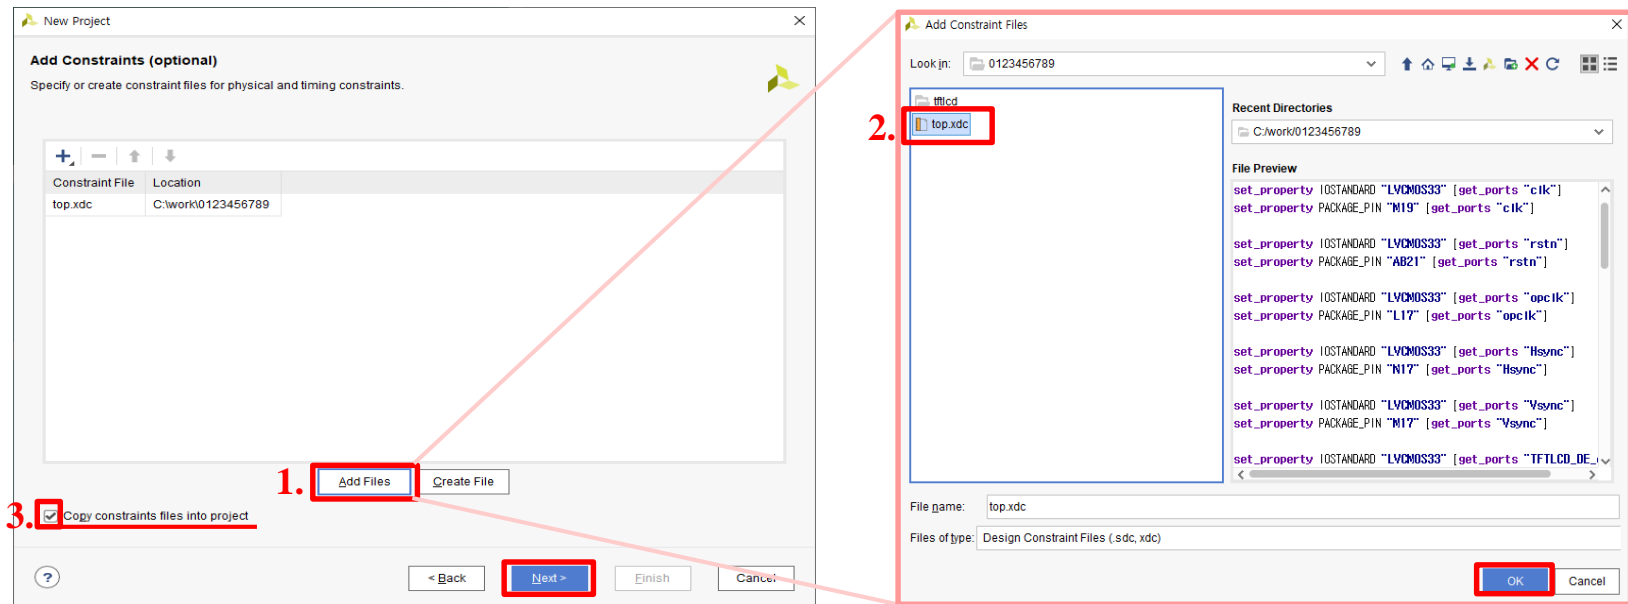 New Project
Add Constraints (optional)
Specify or create constraint files for physical and timing constraints.
Constraint File Location
top.xdc C:\work\0123456789
1. Add Files Create File
3. Copy constraints files into project
? < Back Next > Finish Cancel
Add Constraint Files
Look in: 0123456789
tftlcd
2. top.xdc
Recent Directories
C:/work/0123456789
File Preview
set_property IOSTANDARD "LVCMOS33" [get_ports "clk"]
set_property PACKAGE_PIN "M19" [get_ports "clk"]
set_property IOSTANDARD "LVCMOS33" [get_ports "rstn"]
set_property PACKAGE_PIN "AB21" [get_ports "rstn"]
set_property IOSTANDARD "LVCMOS33" [get_ports "opclk"]
set_property PACKAGE_PIN "L17" [get_ports "opclk"]
set_property IOSTANDARD "LVCMOS33" [get_ports "Hsync"]
set_property PACKAGE_PIN "N17" [get_ports "Hsync"]
set_property IOSTANDARD "LVCMOS33" [get_ports "Vsync"]
set_property PACKAGE_PIN "M17" [get_ports "Vsync"]
set_property IOSTANDARD "LVCMOS33" [get_ports "TFTLCD_DE_
File name: top.xdc
Files of type: Design Constraint Files (.sdc, xdc)
OK Cancel